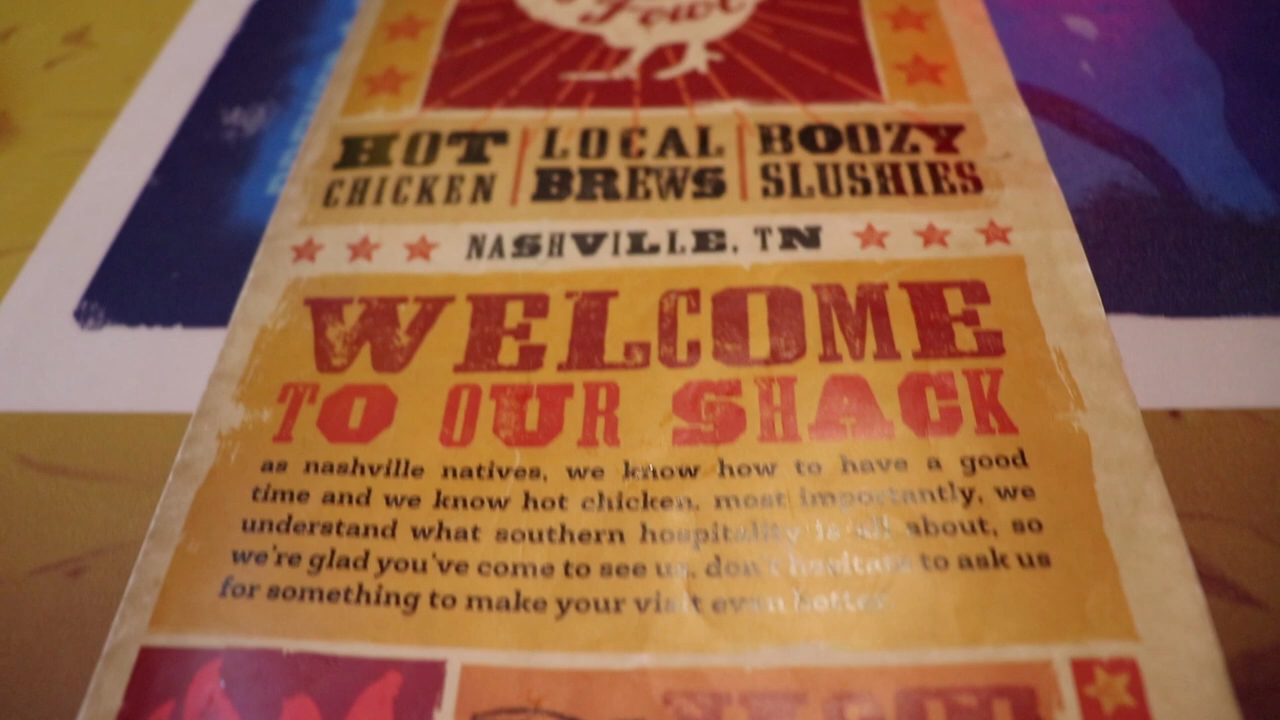 Fowl
HOT CHICKEN
LOCAL BREWS
BOOZY SLUSHIES
NASHVILLE, TN
WELCOME
TO OUR SHACK
as nashville natives, we know how to have a good
time and we know hot chicken. most importantly, we
understand what southern hospitality is all about, so
we're glad you've come to see us. don't hesitate to ask us
for something to make your visit even hotter